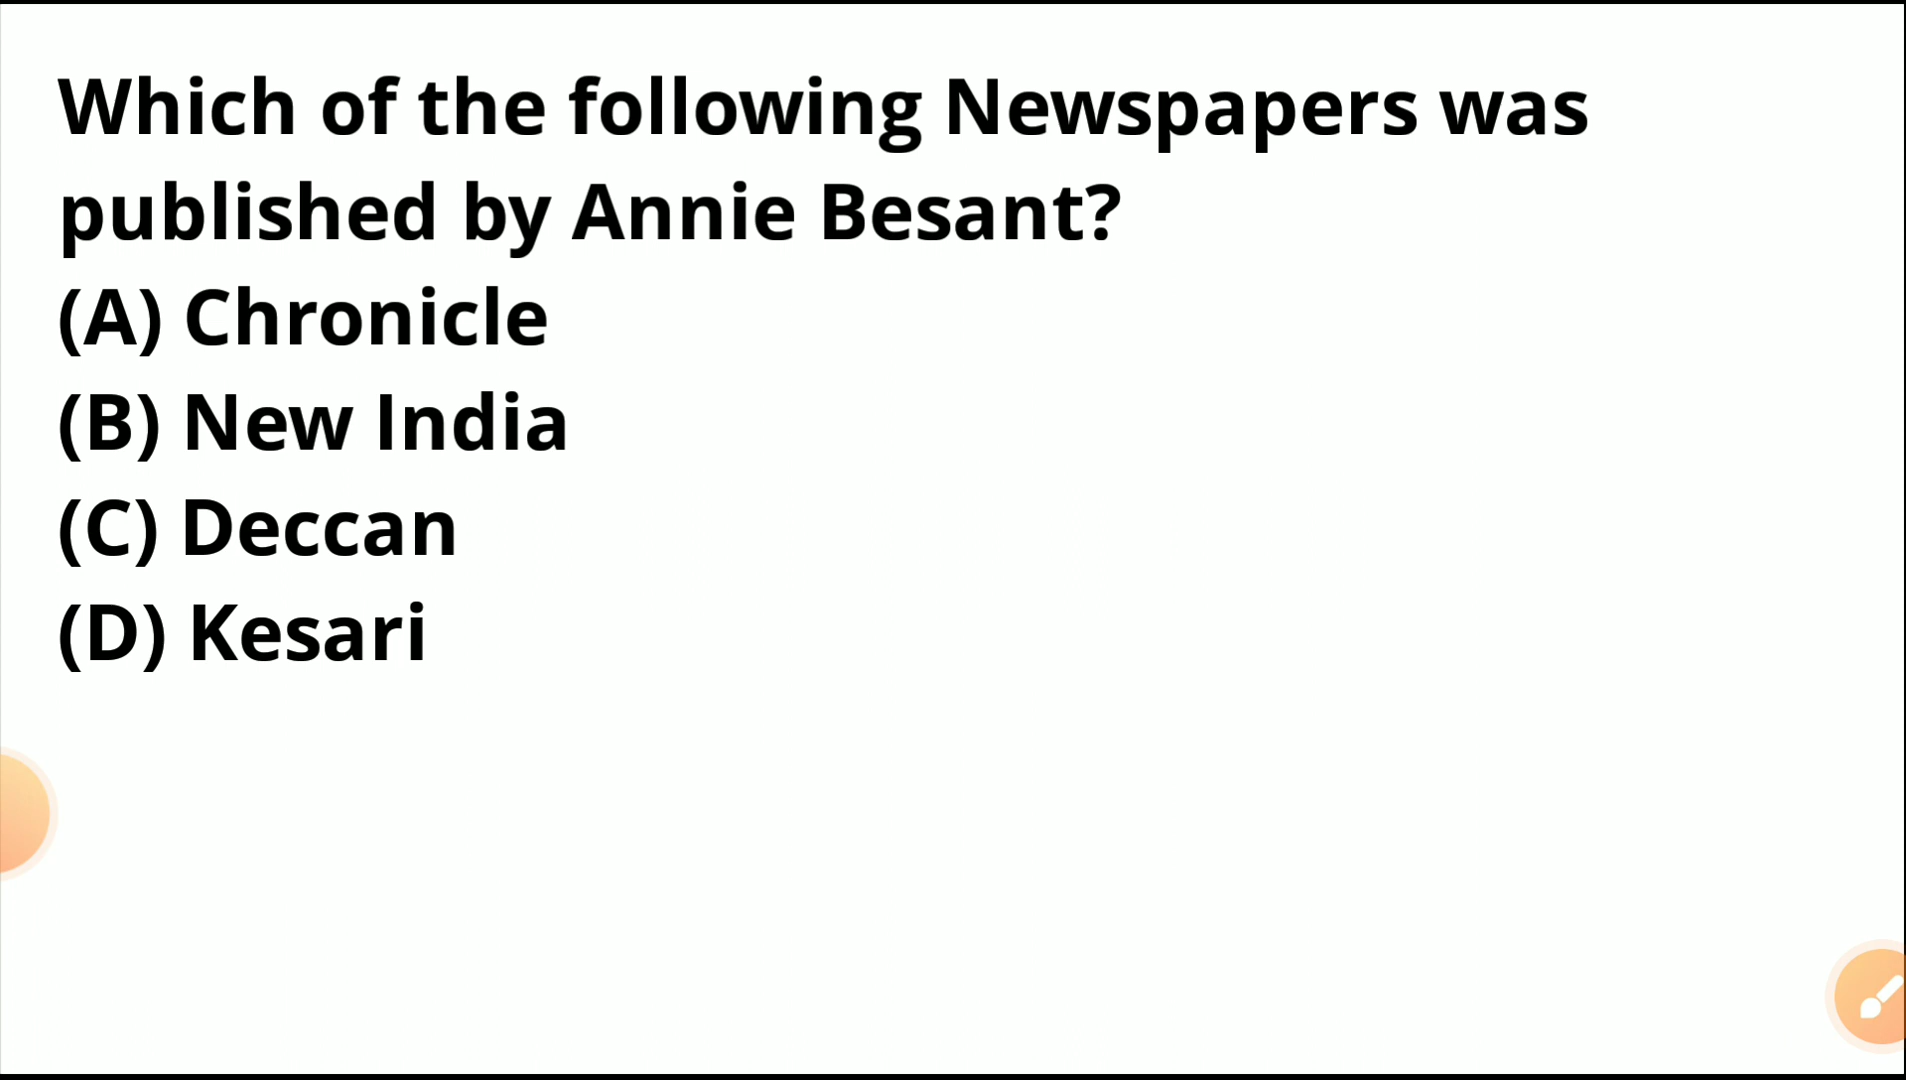 Which of the following Newspapers was
published by Annie Besant?
(A) Chronicle
(B) New India
(C) Deccan
(D) Kesari